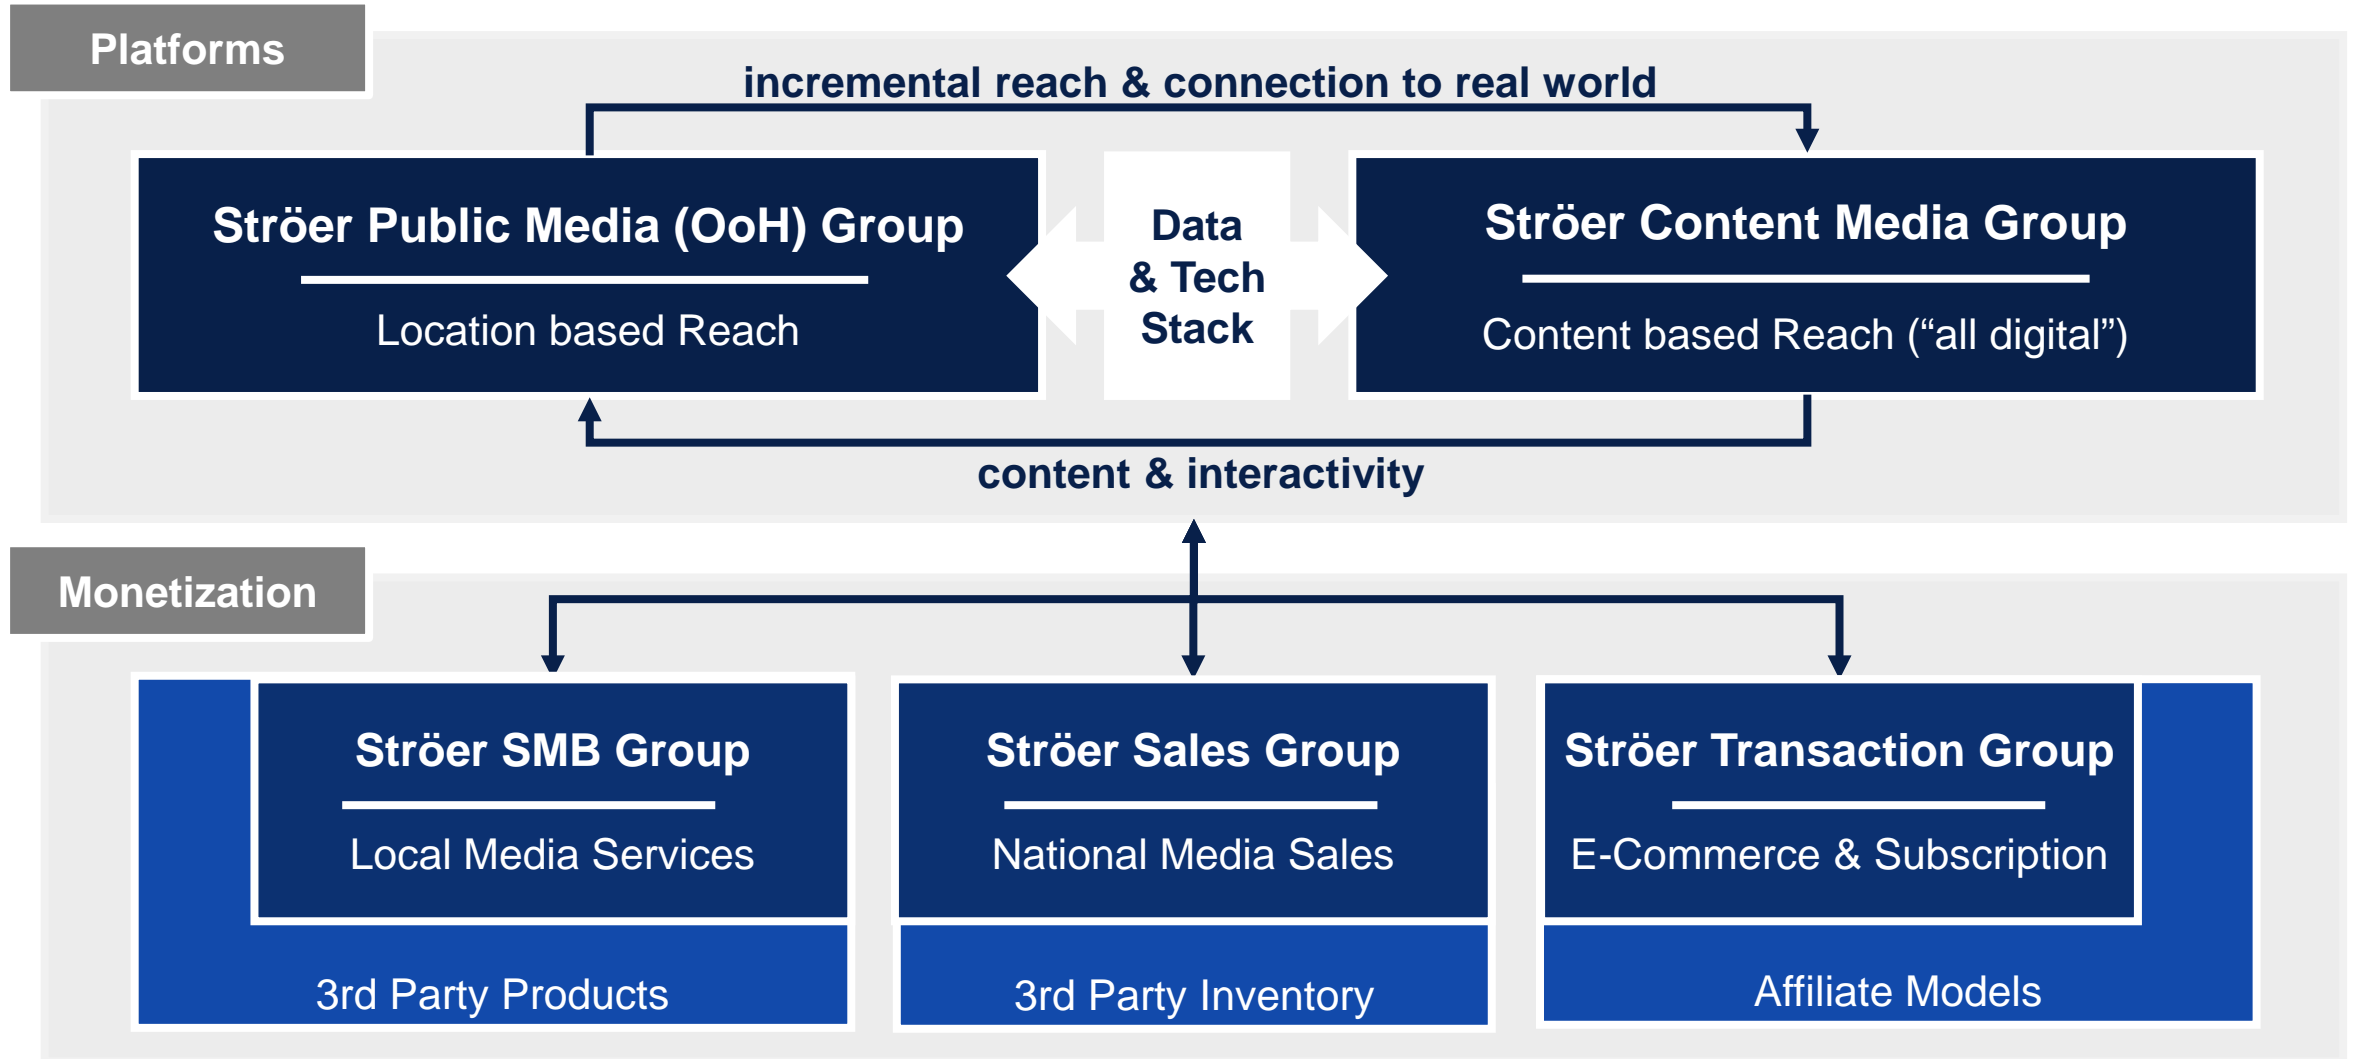 Platforms
incremental reach & connection to real world
Ströer Public Media (OoH) Group
Location based Reach
Data
& Tech
Stack
Ströer Content Media Group
Content based Reach (“all digital”)
content & interactivity
Monetization
Ströer SMB Group
Local Media Services
3rd Party Products
Ströer Sales Group
National Media Sales
3rd Party Inventory
Ströer Transaction Group
E-Commerce & Subscription
Affiliate Models